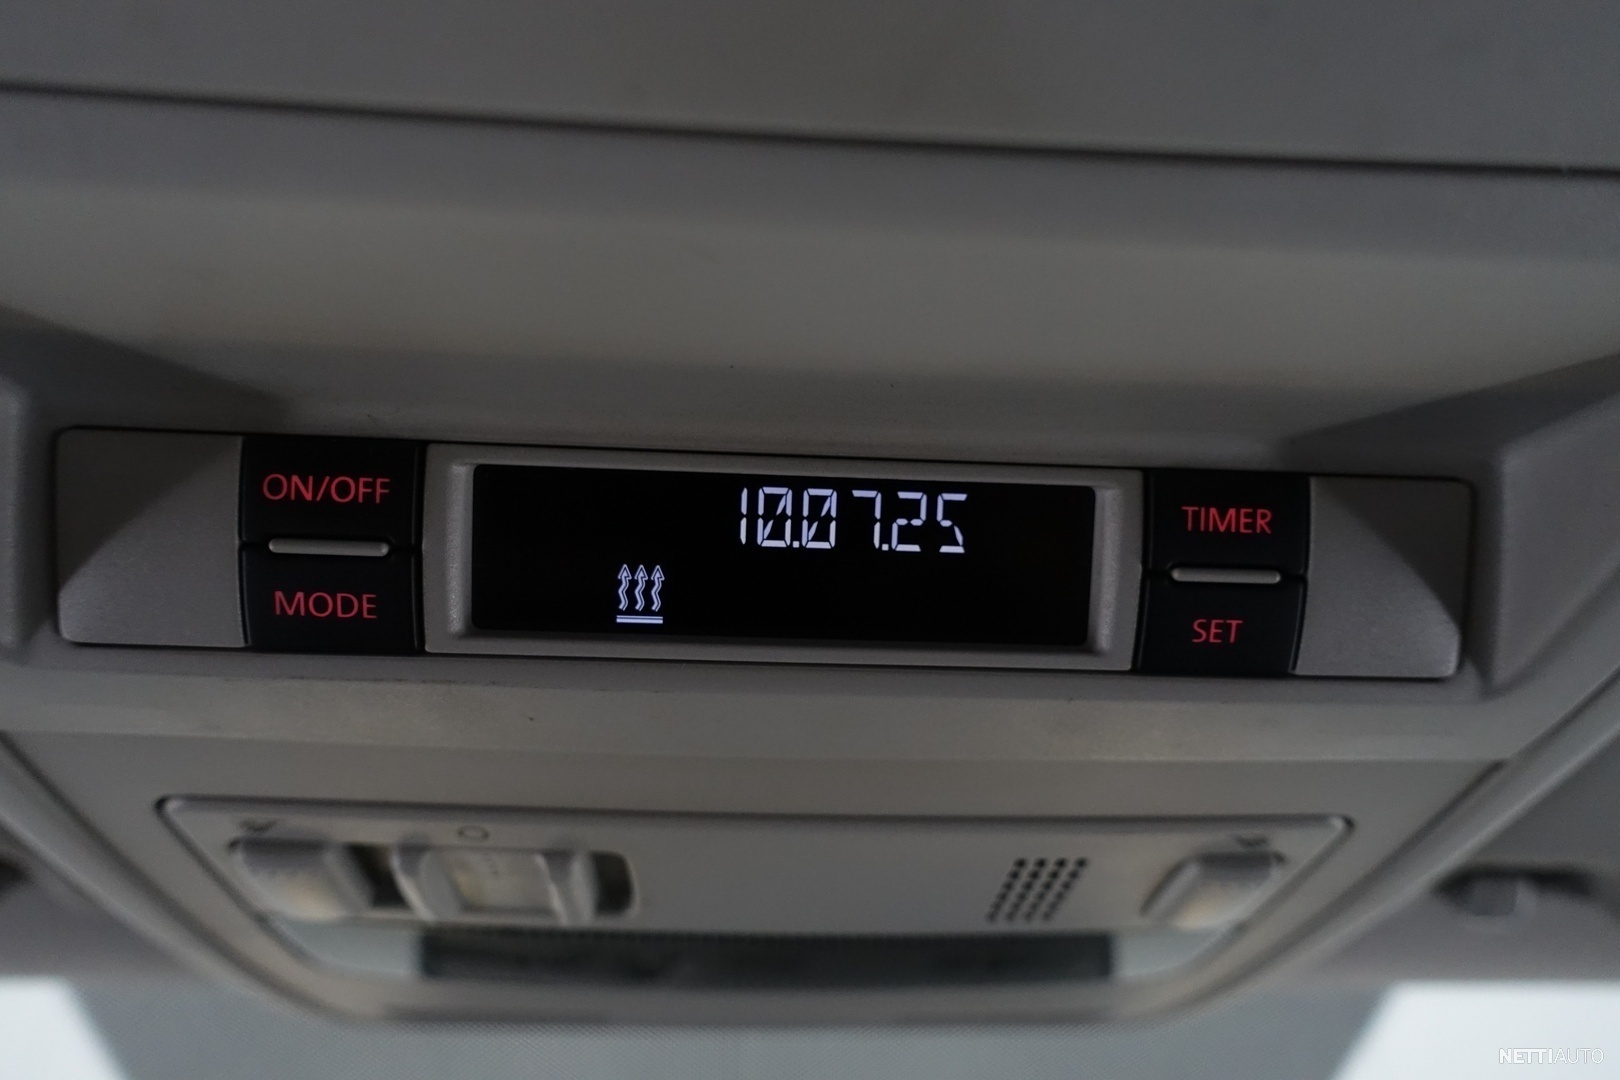 ON/OFF
MODE
10.07.25
TIMER
SET
NETTIAUTO